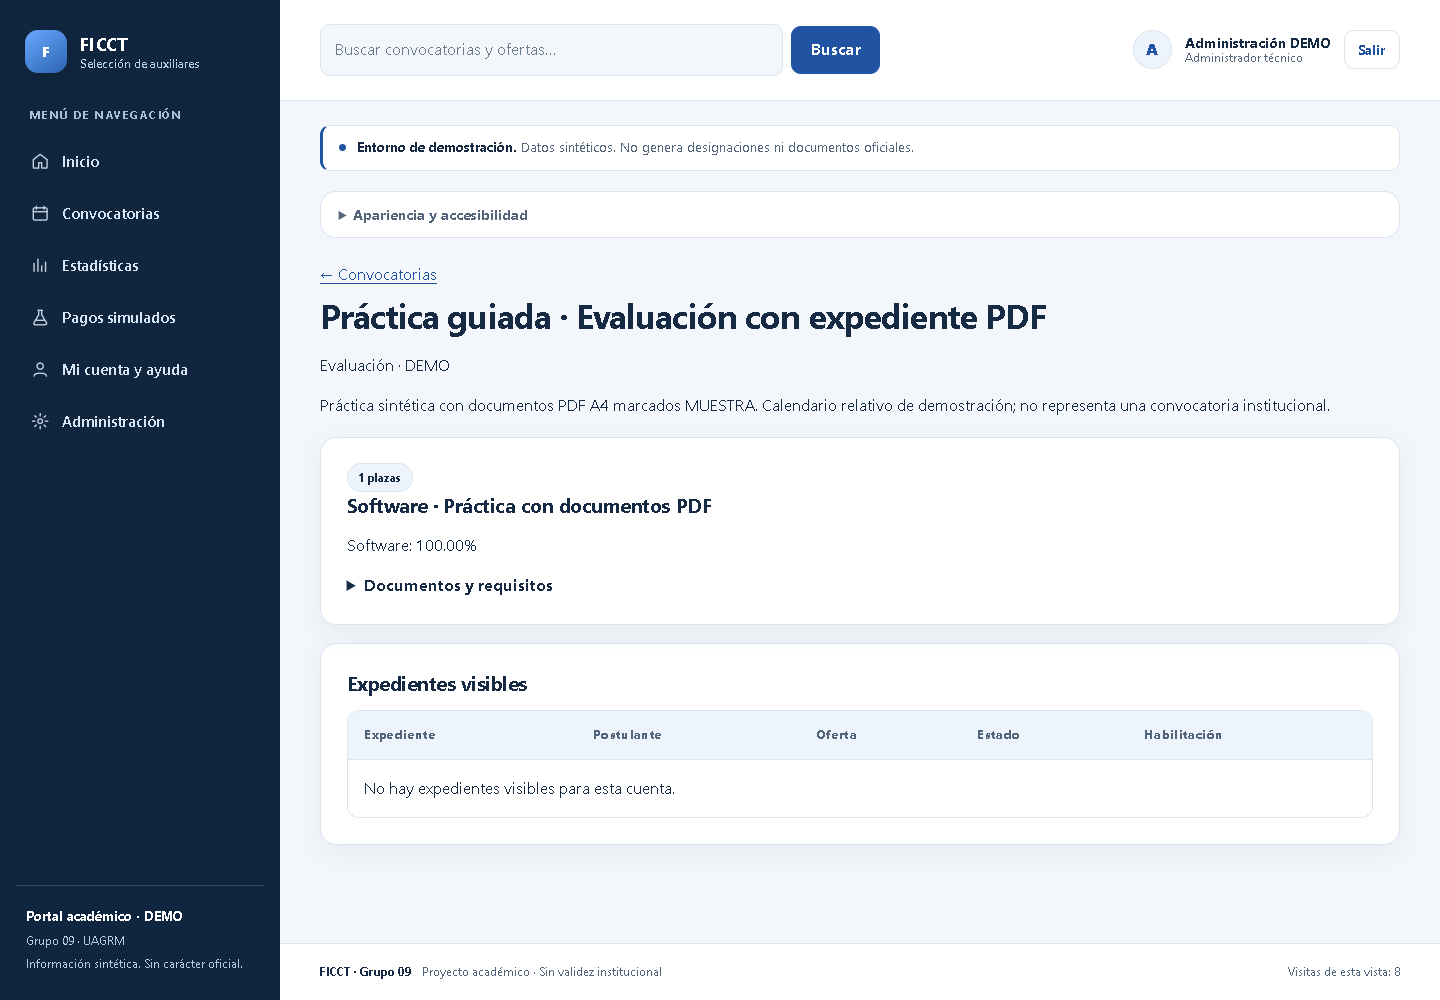 F
FICCT
Selección de auxiliares
MENÚ DE NAVEGACIÓN
Inicio
Convocatorias
Estadísticas
Pagos simulados
Mi cuenta y ayuda
Administración
Portal académico · DEMO
Grupo 09 · UAGRM
Información sintética. Sin carácter oficial.
Buscar convocatorias y ofertas...
Buscar
A
Administración DEMO
Administrador técnico
Salir
Entorno de demostración. Datos sintéticos. No genera designaciones ni documentos oficiales.
Apariencia y accesibilidad
← Convocatorias
Práctica guiada · Evaluación con expediente PDF
Evaluación · DEMO
Práctica sintética con documentos PDF A4 marcados MUESTRA. Calendario relativo de demostración; no representa una convocatoria institucional.
1 plazas
Software · Práctica con documentos PDF
Software: 100.00%
Documentos y requisitos
Expedientes visibles
Expediente Postulante Oferta Estado Habilitación
No hay expedientes visibles para esta cuenta.
FICCT · Grupo 09 Proyecto académico · Sin validez institucional
Visitas de esta vista: 8